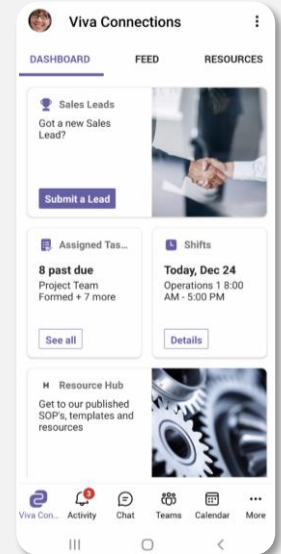 Viva Connections
DASHBOARD
FEED
RESOURCES
Sales Leads
Got a new Sales
Lead?
Submit a Lead
Assigned Tas...
8 past due
Project Team
Formed + 7 more
See all
Shifts
Today, Dec 24
Operations 1 8:00
AM - 5:00 PM
Details
H Resource Hub
Get to our published
SOP's, templates and
resources
3
Viva Con...
Activity
Chat
Teams
Calendar
More